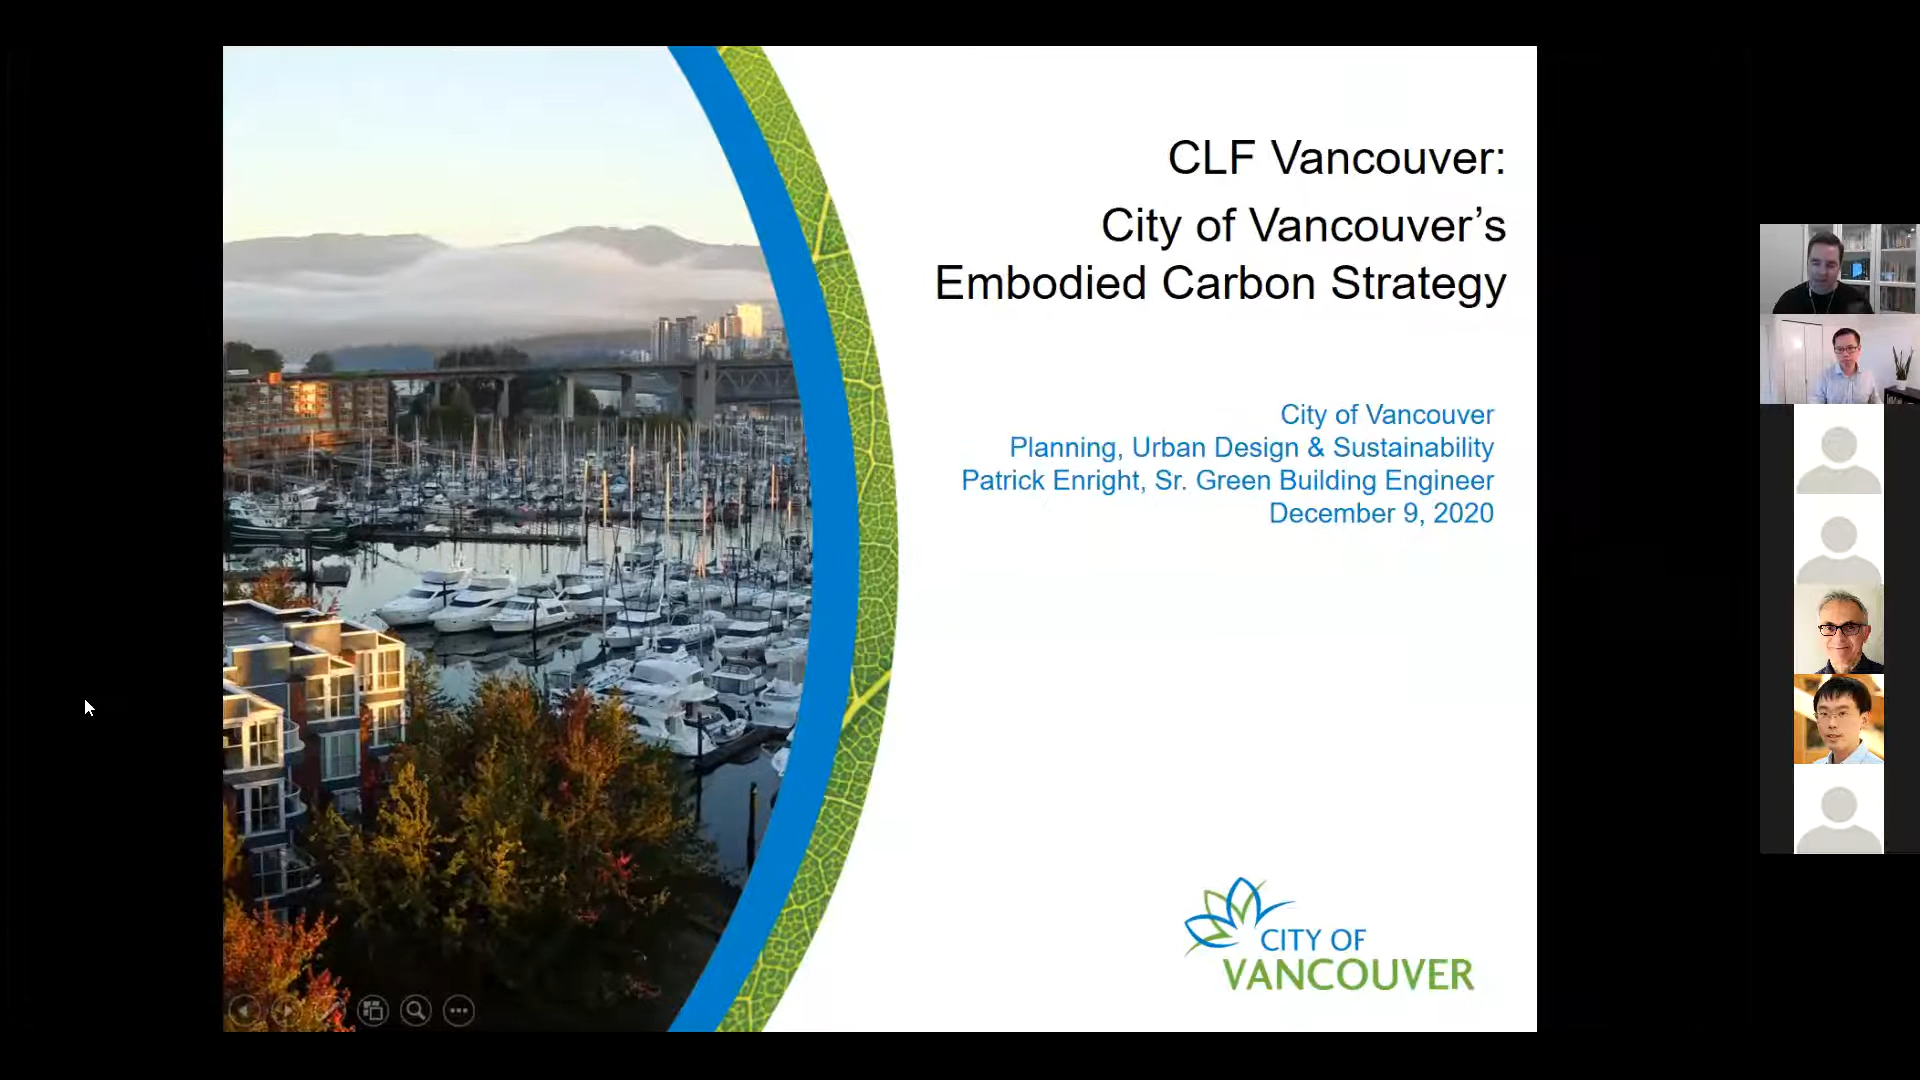 CLF Vancouver:
City of Vancouver’s
Embodied Carbon Strategy
City of Vancouver
Planning, Urban Design & Sustainability
Patrick Enright, Sr. Green Building Engineer
December 9, 2020
CITY OF
VANCOUVER